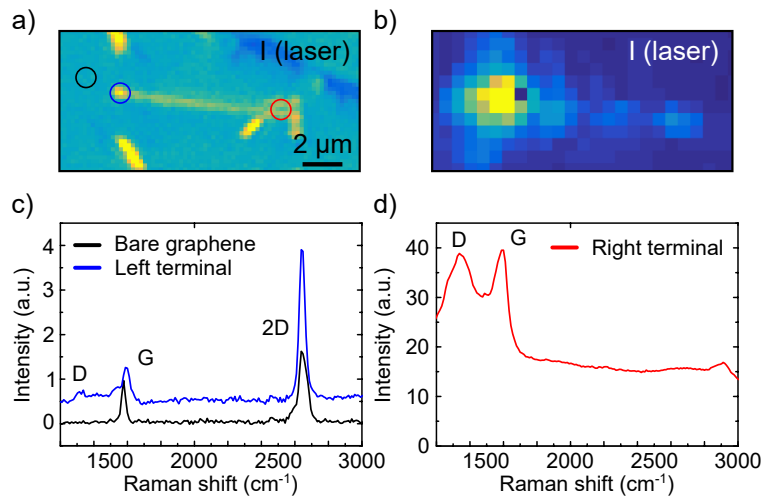 a)
I (laser)
2 μm
b)
I (laser)
c)
Intensity (a.u.)
4
3
2
1
0
Bare graphene
Left terminal
D
G
2D
1500
2000
2500
3000
Raman shift (cm⁻¹)
d)
Intensity (a.u.)
40
30
20
10
0
D
G
Right terminal
1500
2000
2500
3000
Raman shift (cm⁻¹)